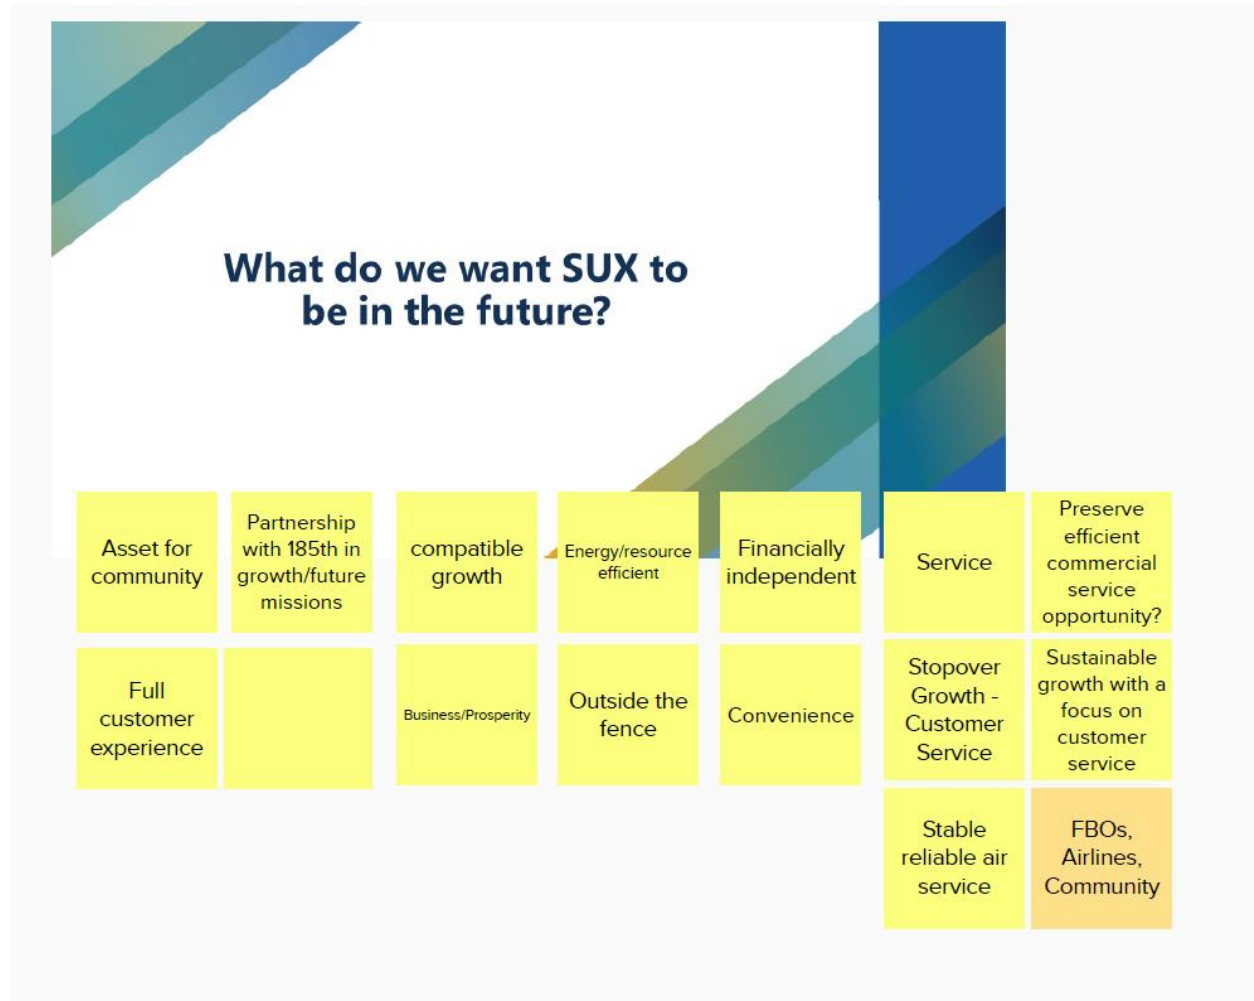 What do we want SUX to
be in the future?
Asset for
community
Partnership
with 185th in
growth/future
missions
compatible
growth
Energy/resource
efficient
Financially
independent
Service
Preserve
efficient
commercial
service
opportunity?
Full
customer
experience
Business/Prosperity
Outside the
fence
Convenience
Stopover
Growth -
Customer
Service
Sustainable
growth with a
focus on
customer
service
Stable
reliable air
service
FBOs,
Airlines,
Community